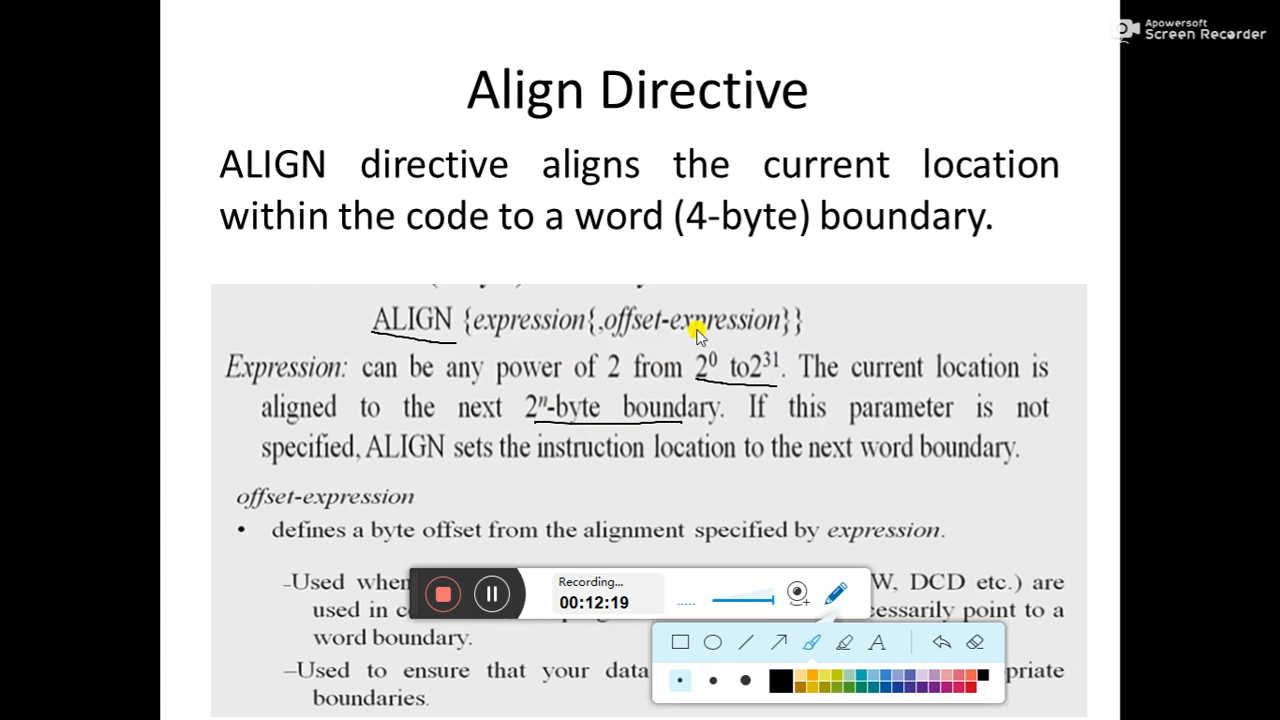 Apowersoft
Screen Recorder
Align Directive
ALIGN directive aligns the current location
within the code to a word (4-byte) boundary.
ALIGN {expression{,offset-expression}}
Expression: can be any power of 2 from 2⁰ to2³¹. The current location is
aligned to the next 2ⁿ-byte boundary. If this parameter is not
specified, ALIGN sets the instruction location to the next word boundary.
offset-expression
• defines a byte offset from the alignment specified by expression.
–Used when W, DCD etc.) are
used in cessarily point to a
word boundary.
–Used to ensure that your data priate
boundaries.
Recording...
00:12:19
A